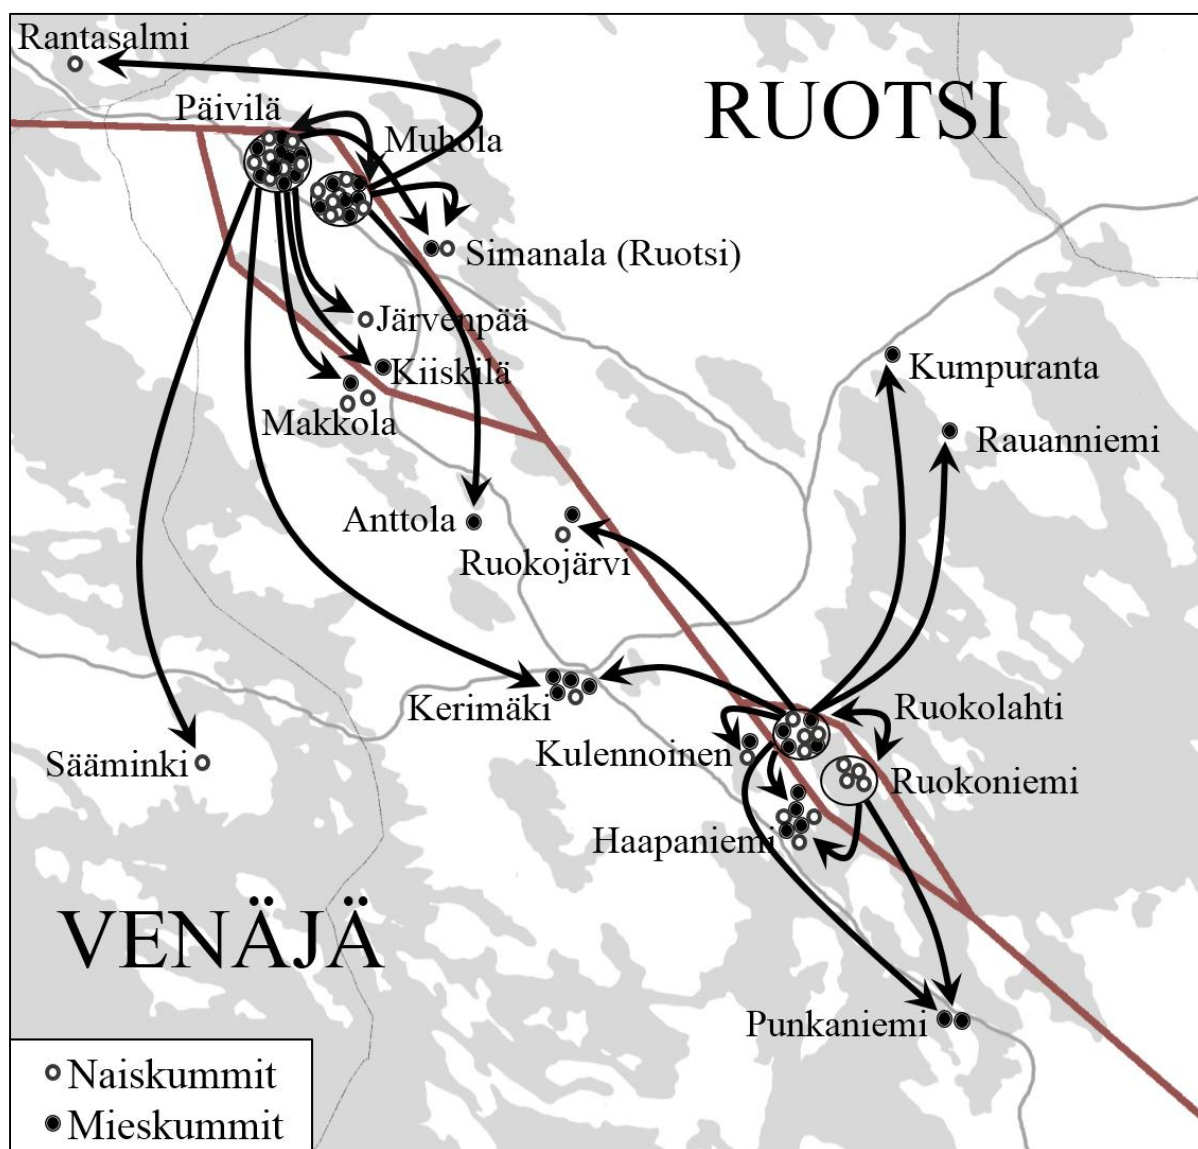 Rantasalmi
RUOTSI
Päivilä
Muhola
Simanala (Ruotsi)
Järvenpää
Kiiskilä
Makkola
Kumpuranta
Rauanniemi
Anttola
Ruokojärvi
Kerimäki
Ruokolahti
Kulennoinen
Sääminki
Ruokoniemi
Haapaniemi
VENÄJÄ
Punkaniemi
Naiskummit
Mieskummit